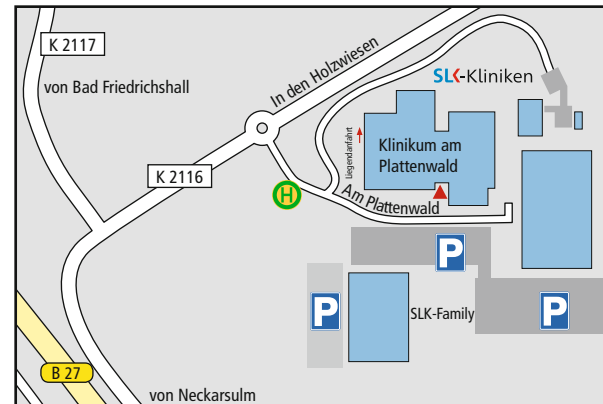 K 2117
von Bad Friedrichshall
In den Holzwiesen
SLK-Kliniken
Liegendanfahrt
Klinikum am
Plattenwald
K 2116
H
Am Plattenwald
P
P
SLK-Family
P
B 27
von Neckarsulm